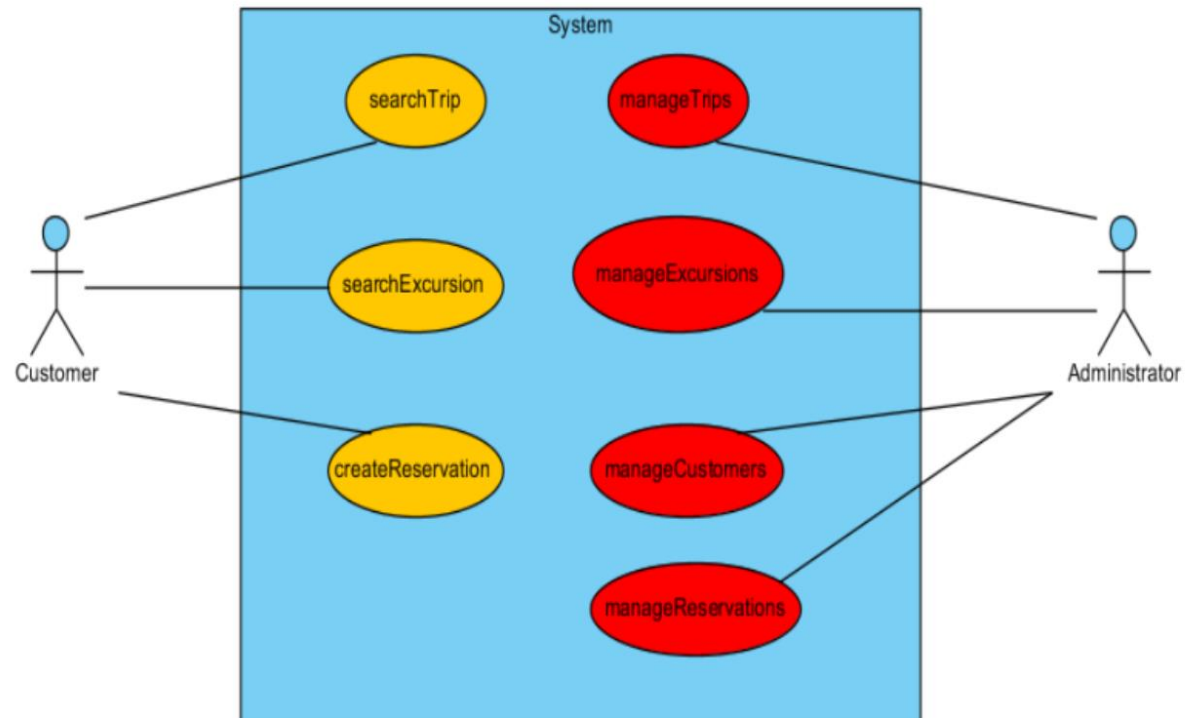 System
searchTrip
manageTrips
searchExcursion
manageExcursions
Customer
Administrator
createReservation
manageCustomers
manageReservations